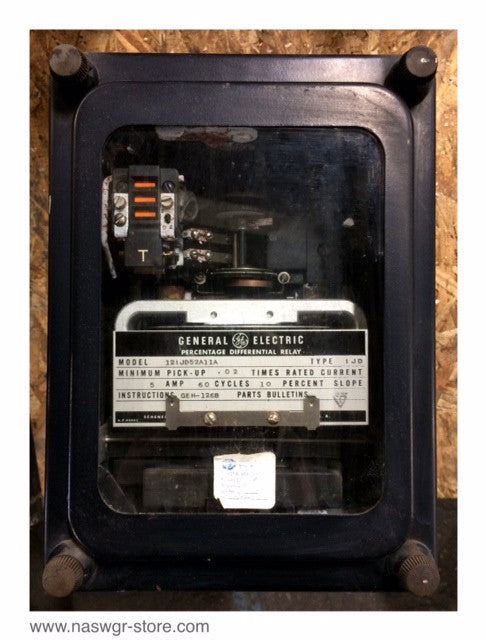 T
GENERAL GE ELECTRIC
PERCENTAGE DIFFERENTIAL RELAY
MODEL 12IJD52A11A TYPE IJD
MINIMUM PICK-UP .02 TIMES RATED CURRENT
5 AMP 60 CYCLES 10 PERCENT SLOPE
INSTRUCTIONS GEH-1268 PARTS BULLETINS
www.naswgr-store.com